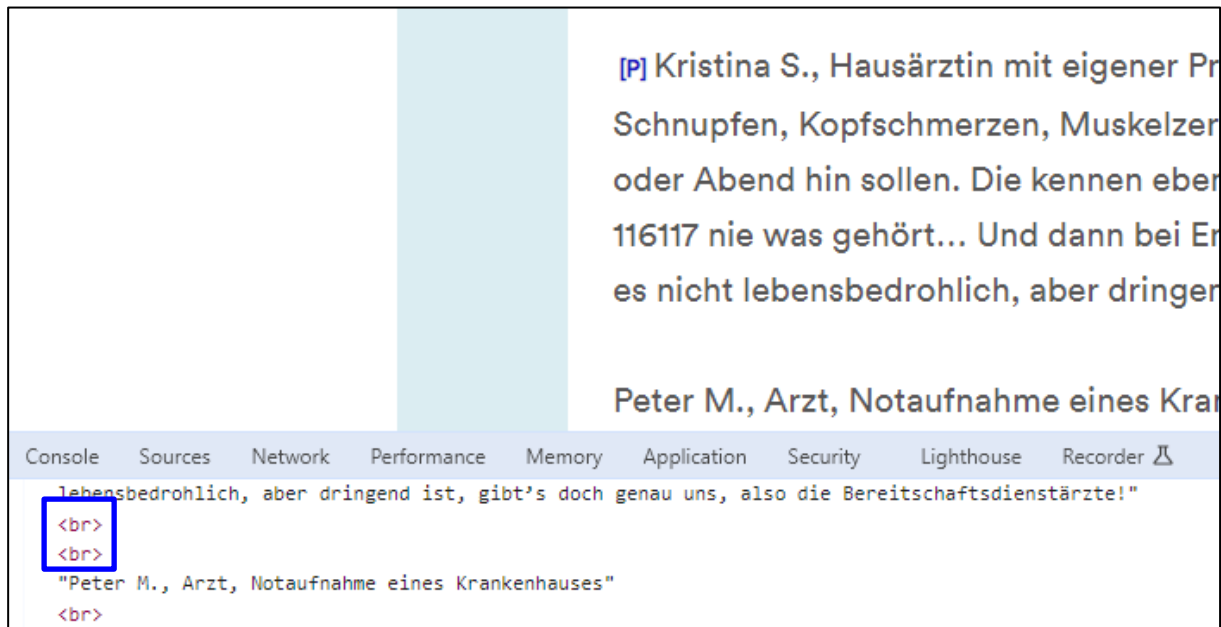 [P] Kristina S., Hausärztin mit eigener Pr
Schnupfen, Kopfschmerzen, Muskelzer
oder Abend hin sollen. Die kennen eber
116117 nie was gehört... Und dann bei Er
es nicht lebensbedrohlich, aber dringer
Peter M., Arzt, Notaufnahme eines Krar
Console Sources Network Performance Memory Application Security Lighthouse Recorder
lebensbedrohlich, aber dringend ist, gibt’s doch genau uns, also die Bereitschaftsdienstärzte!"
<br>
<br>
"Peter M., Arzt, Notaufnahme eines Krankenhauses"
<br>